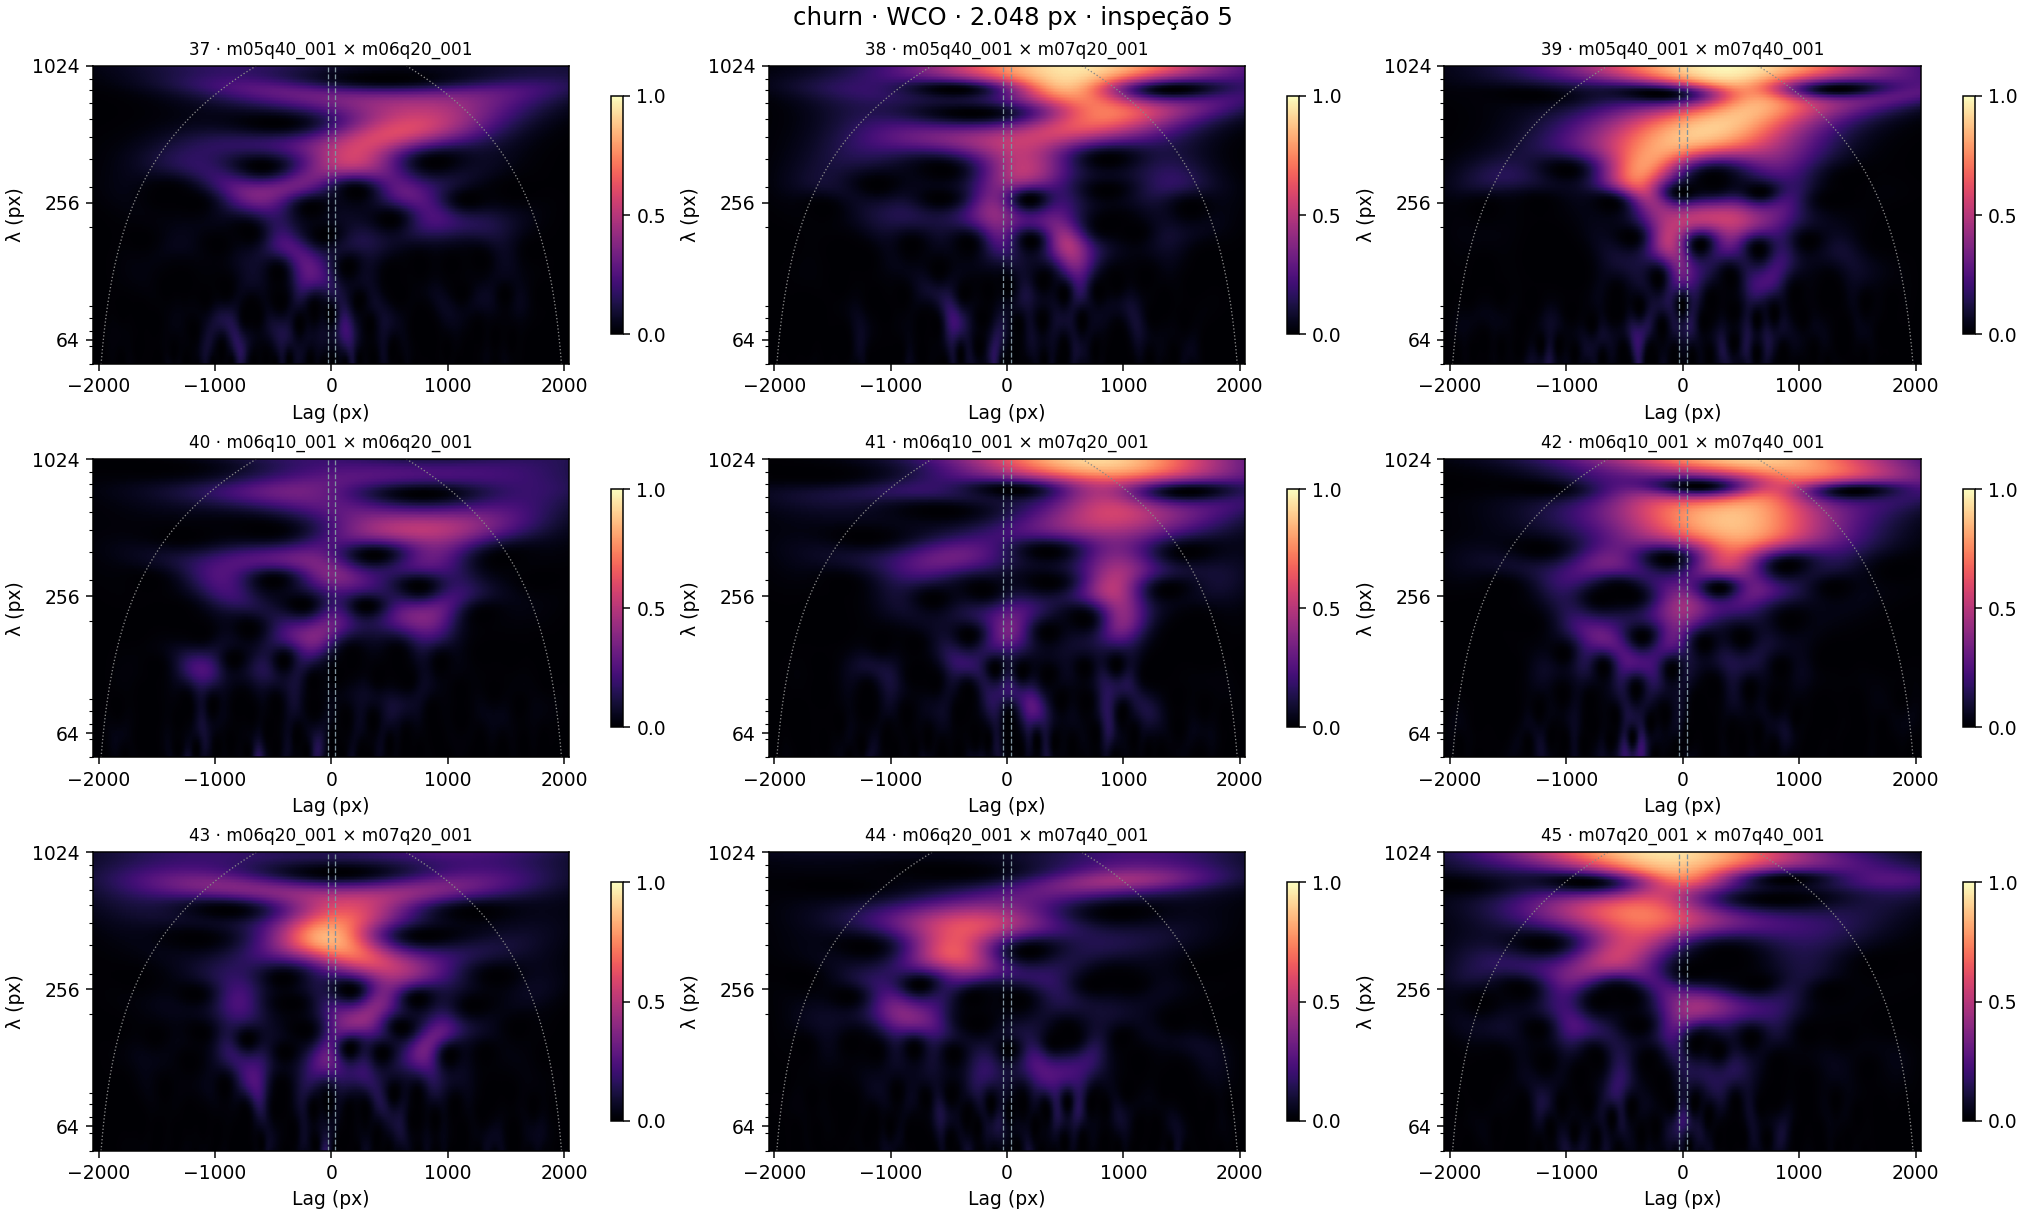 churn · WCO · 2.048 px · inspeção 5
37 · m05q40_001 × m06q20_001
38 · m05q40_001 × m07q20_001
39 · m05q40_001 × m07q40_001
1024
256
64
λ (px)
−2000 −1000 0 1000 2000
Lag (px)
1.0
0.5
0.0
1024
256
64
λ (px)
−2000 −1000 0 1000 2000
Lag (px)
1.0
0.5
0.0
1024
256
64
λ (px)
−2000 −1000 0 1000 2000
Lag (px)
1.0
0.5
0.0
40 · m06q10_001 × m06q20_001
41 · m06q10_001 × m07q20_001
42 · m06q10_001 × m07q40_001
1024
256
64
λ (px)
−2000 −1000 0 1000 2000
Lag (px)
1.0
0.5
0.0
1024
256
64
λ (px)
−2000 −1000 0 1000 2000
Lag (px)
1.0
0.5
0.0
1024
256
64
λ (px)
−2000 −1000 0 1000 2000
Lag (px)
1.0
0.5
0.0
43 · m06q20_001 × m07q20_001
44 · m06q20_001 × m07q40_001
45 · m07q20_001 × m07q40_001
1024
256
64
λ (px)
−2000 −1000 0 1000 2000
Lag (px)
1.0
0.5
0.0
1024
256
64
λ (px)
−2000 −1000 0 1000 2000
Lag (px)
1.0
0.5
0.0
1024
256
64
λ (px)
−2000 −1000 0 1000 2000
Lag (px)
1.0
0.5
0.0